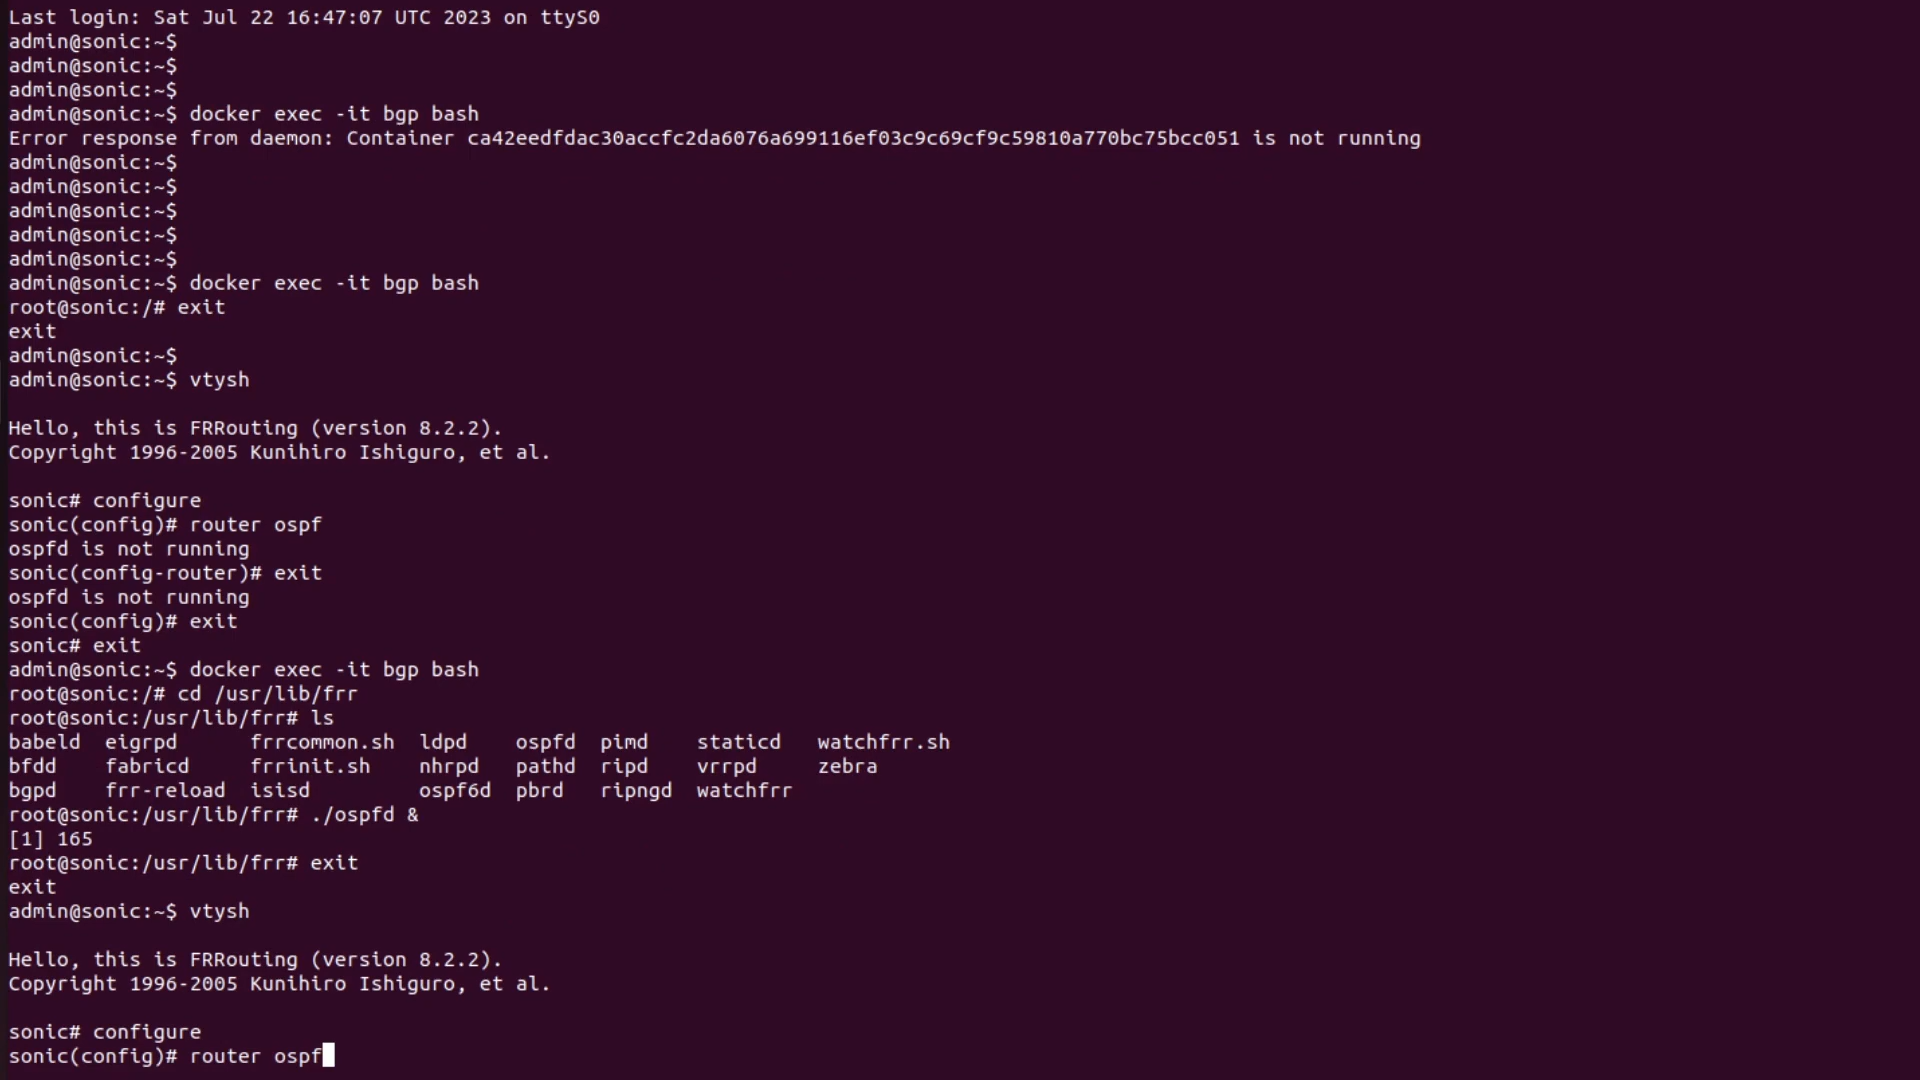 Last login: Sat Jul 22 16:47:07 UTC 2023 on ttyS0
admin@sonic:~$
admin@sonic:~$
admin@sonic:~$
admin@sonic:~$ docker exec -it bgp bash
Error response from daemon: Container ca42eedfdac30accfc2da6076a699116ef03c9c69cf9c59810a770bc75bcc051 is not running
admin@sonic:~$
admin@sonic:~$
admin@sonic:~$
admin@sonic:~$
admin@sonic:~$
admin@sonic:~$ docker exec -it bgp bash
root@sonic:/# exit
exit
admin@sonic:~$
admin@sonic:~$ vtysh

Hello, this is FRRouting (version 8.2.2).
Copyright 1996-2005 Kunihiro Ishiguro, et al.

sonic# configure
sonic(config)# router ospf
ospfd is not running
sonic(config-router)# exit
ospfd is not running
sonic(config)# exit
sonic# exit
admin@sonic:~$ docker exec -it bgp bash
root@sonic:/# cd /usr/lib/frr
root@sonic:/usr/lib/frr# ls
babeld  eigrpd      frrcommon.sh  ldpd    ospfd  pimd    staticd   watchfrr.sh
bfdd    fabricd     frrinit.sh    nhrpd   pathd  ripd    vrrpd     zebra
bgpd    frr-reload  isisd         ospf6d  pbrd   ripngd  watchfrr
root@sonic:/usr/lib/frr# ./ospfd &
[1] 165
root@sonic:/usr/lib/frr# exit
exit
admin@sonic:~$ vtysh

Hello, this is FRRouting (version 8.2.2).
Copyright 1996-2005 Kunihiro Ishiguro, et al.

sonic# configure
sonic(config)# router ospf